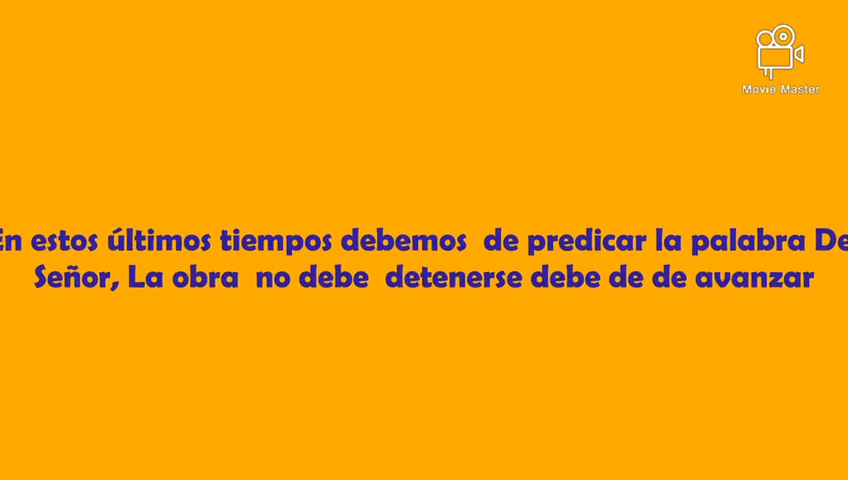 Movie Master
En estos últimos tiempos debemos  de predicar la palabra De
Señor, La obra  no debe  detenerse debe de de avanzar